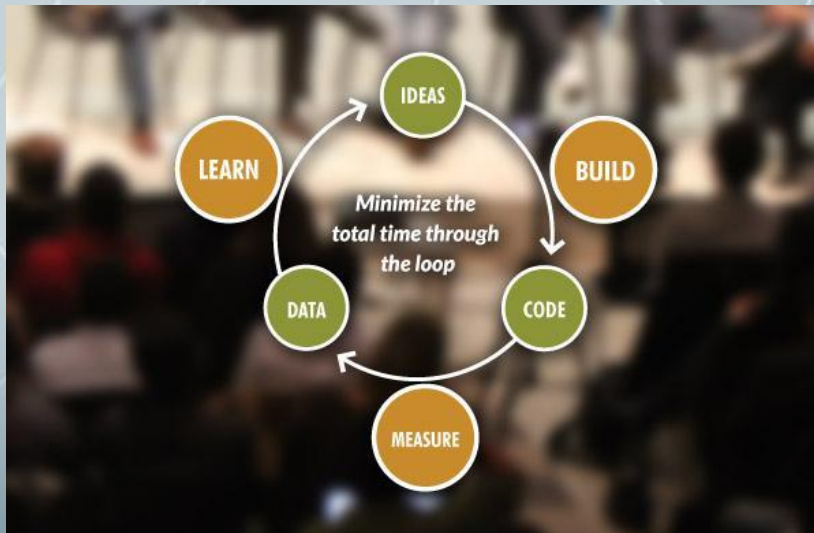 IDEAS
LEARN
BUILD
Minimize the
total time through
the loop
DATA
CODE
MEASURE